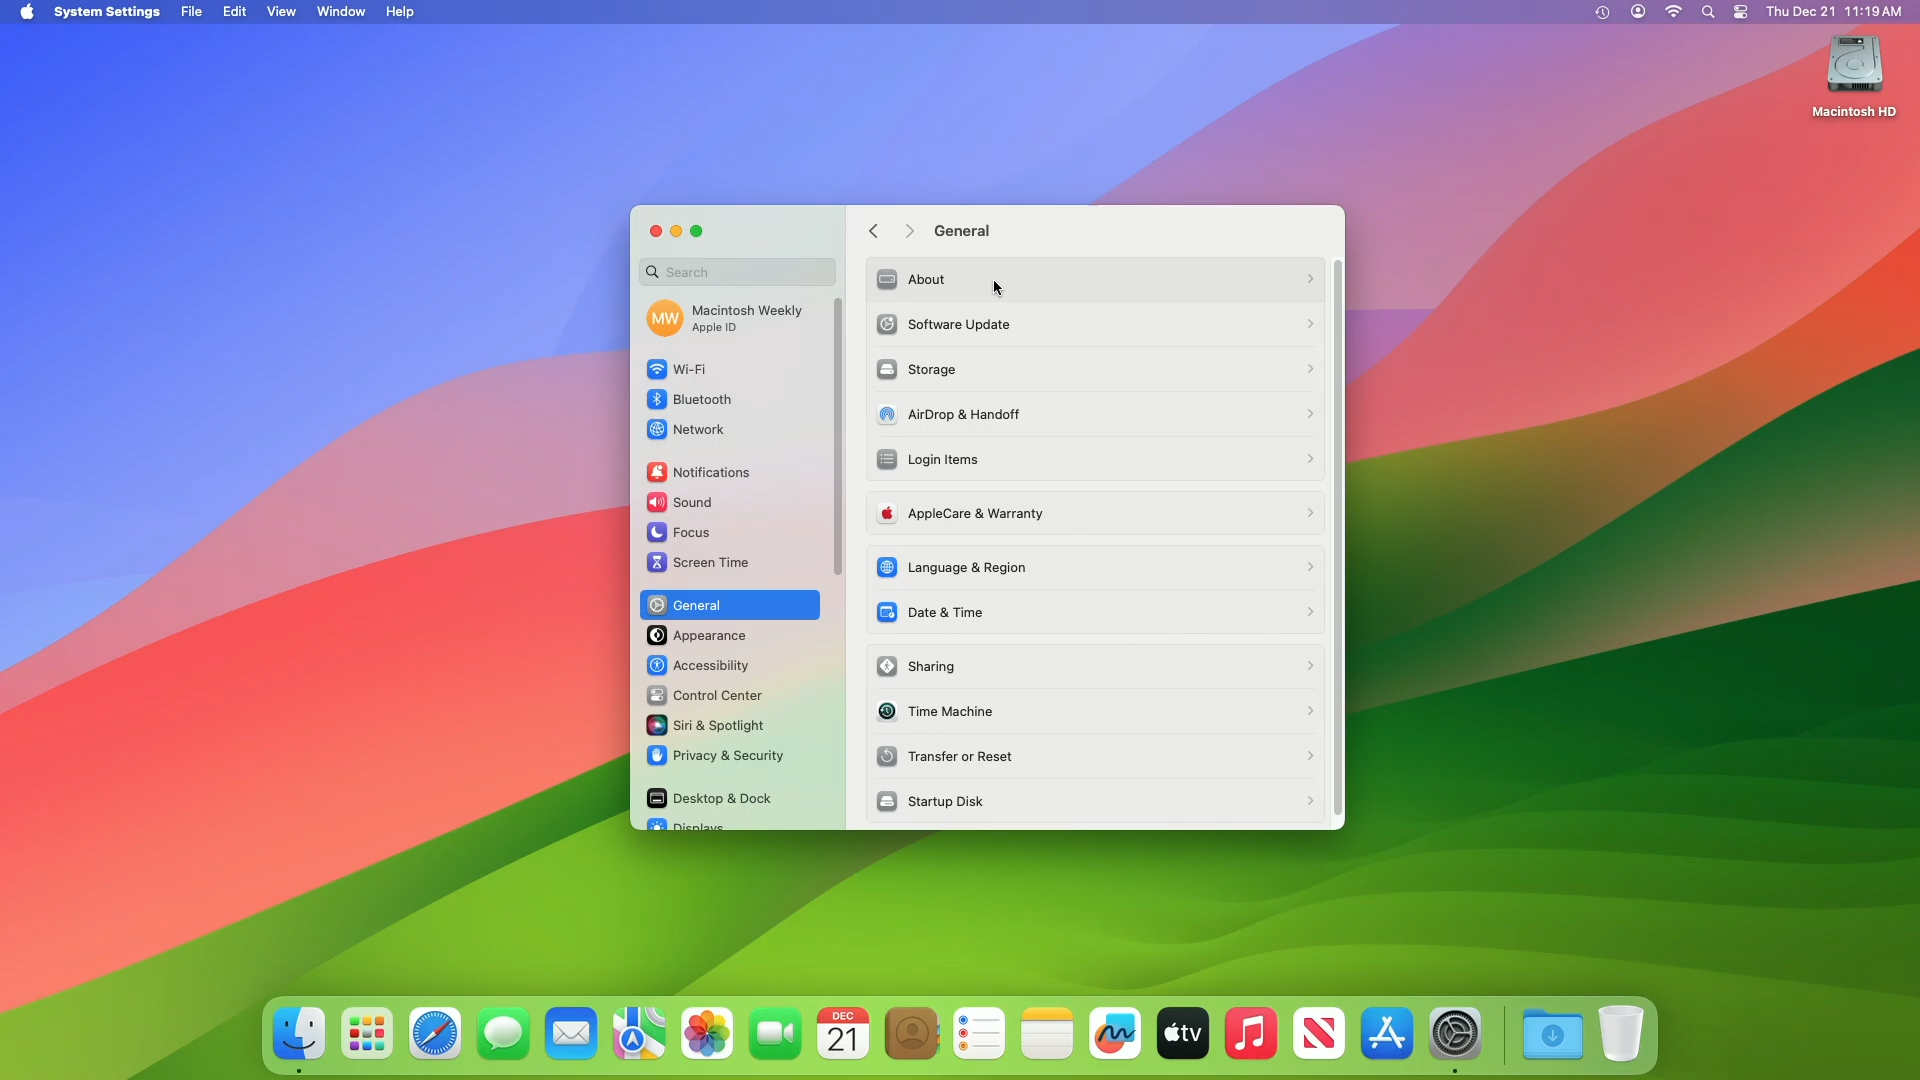 System Settings File Edit View Window Help
Thu Dec 21 11:19 AM
Macintosh HD
General
Search
Macintosh Weekly
Apple ID
Wi-Fi
Bluetooth
Network
Notifications
Sound
Focus
Screen Time
General
Appearance
Accessibility
Control Center
Siri & Spotlight
Privacy & Security
Desktop & Dock
Displays
About
Software Update
Storage
AirDrop & Handoff
Login Items
AppleCare & Warranty
Language & Region
Date & Time
Sharing
Time Machine
Transfer or Reset
Startup Disk
MW
DEC
21
tv